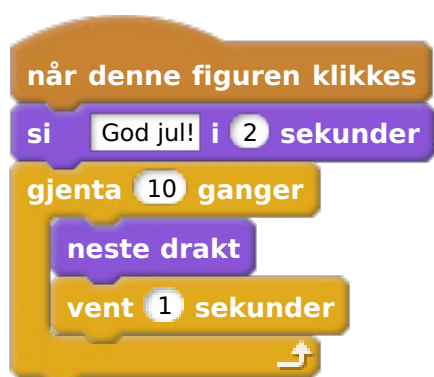 når denne figuren klikkes
si God jul! i 2 sekunder
gjenta 10 ganger
neste drakt
vent 1 sekunder